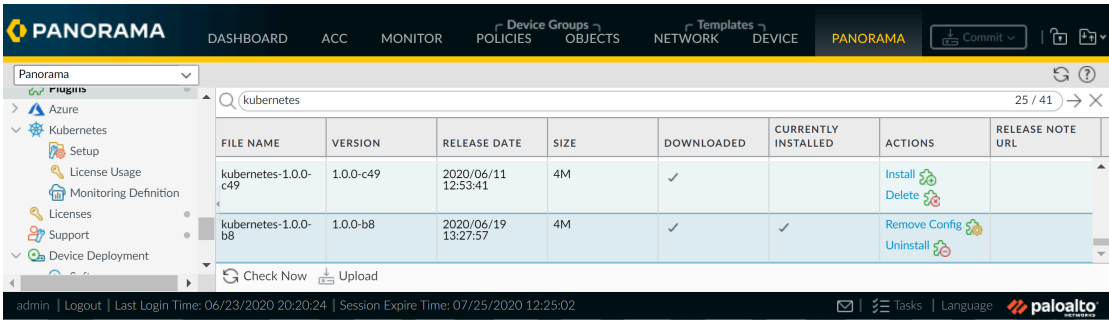 PANORAMA
DASHBOARD
ACC
MONITOR
Device Groups
POLICIES
OBJECTS
Templates
NETWORK
DEVICE
PANORAMA
Commit
Panorama
Plugins
Azure
Kubernetes
Setup
License Usage
Monitoring Definition
Licenses
Support
Device Deployment
kubernetes
25 / 41
FILE NAME
VERSION
RELEASE DATE
SIZE
DOWNLOADED
CURRENTLY
INSTALLED
ACTIONS
RELEASE NOTE
URL
kubernetes-1.0.0-
c49
1.0.0-c49
2020/06/11
12:53:41
4M
Install
Delete
kubernetes-1.0.0-
b8
1.0.0-b8
2020/06/19
13:27:57
4M
Remove Config
Uninstall
Check Now
Upload
admin | Logout | Last Login Time: 06/23/2020 20:20:24 | Session Expire Time: 07/25/2020 12:25:02
Tasks | Language
paloalto
NETWORKS